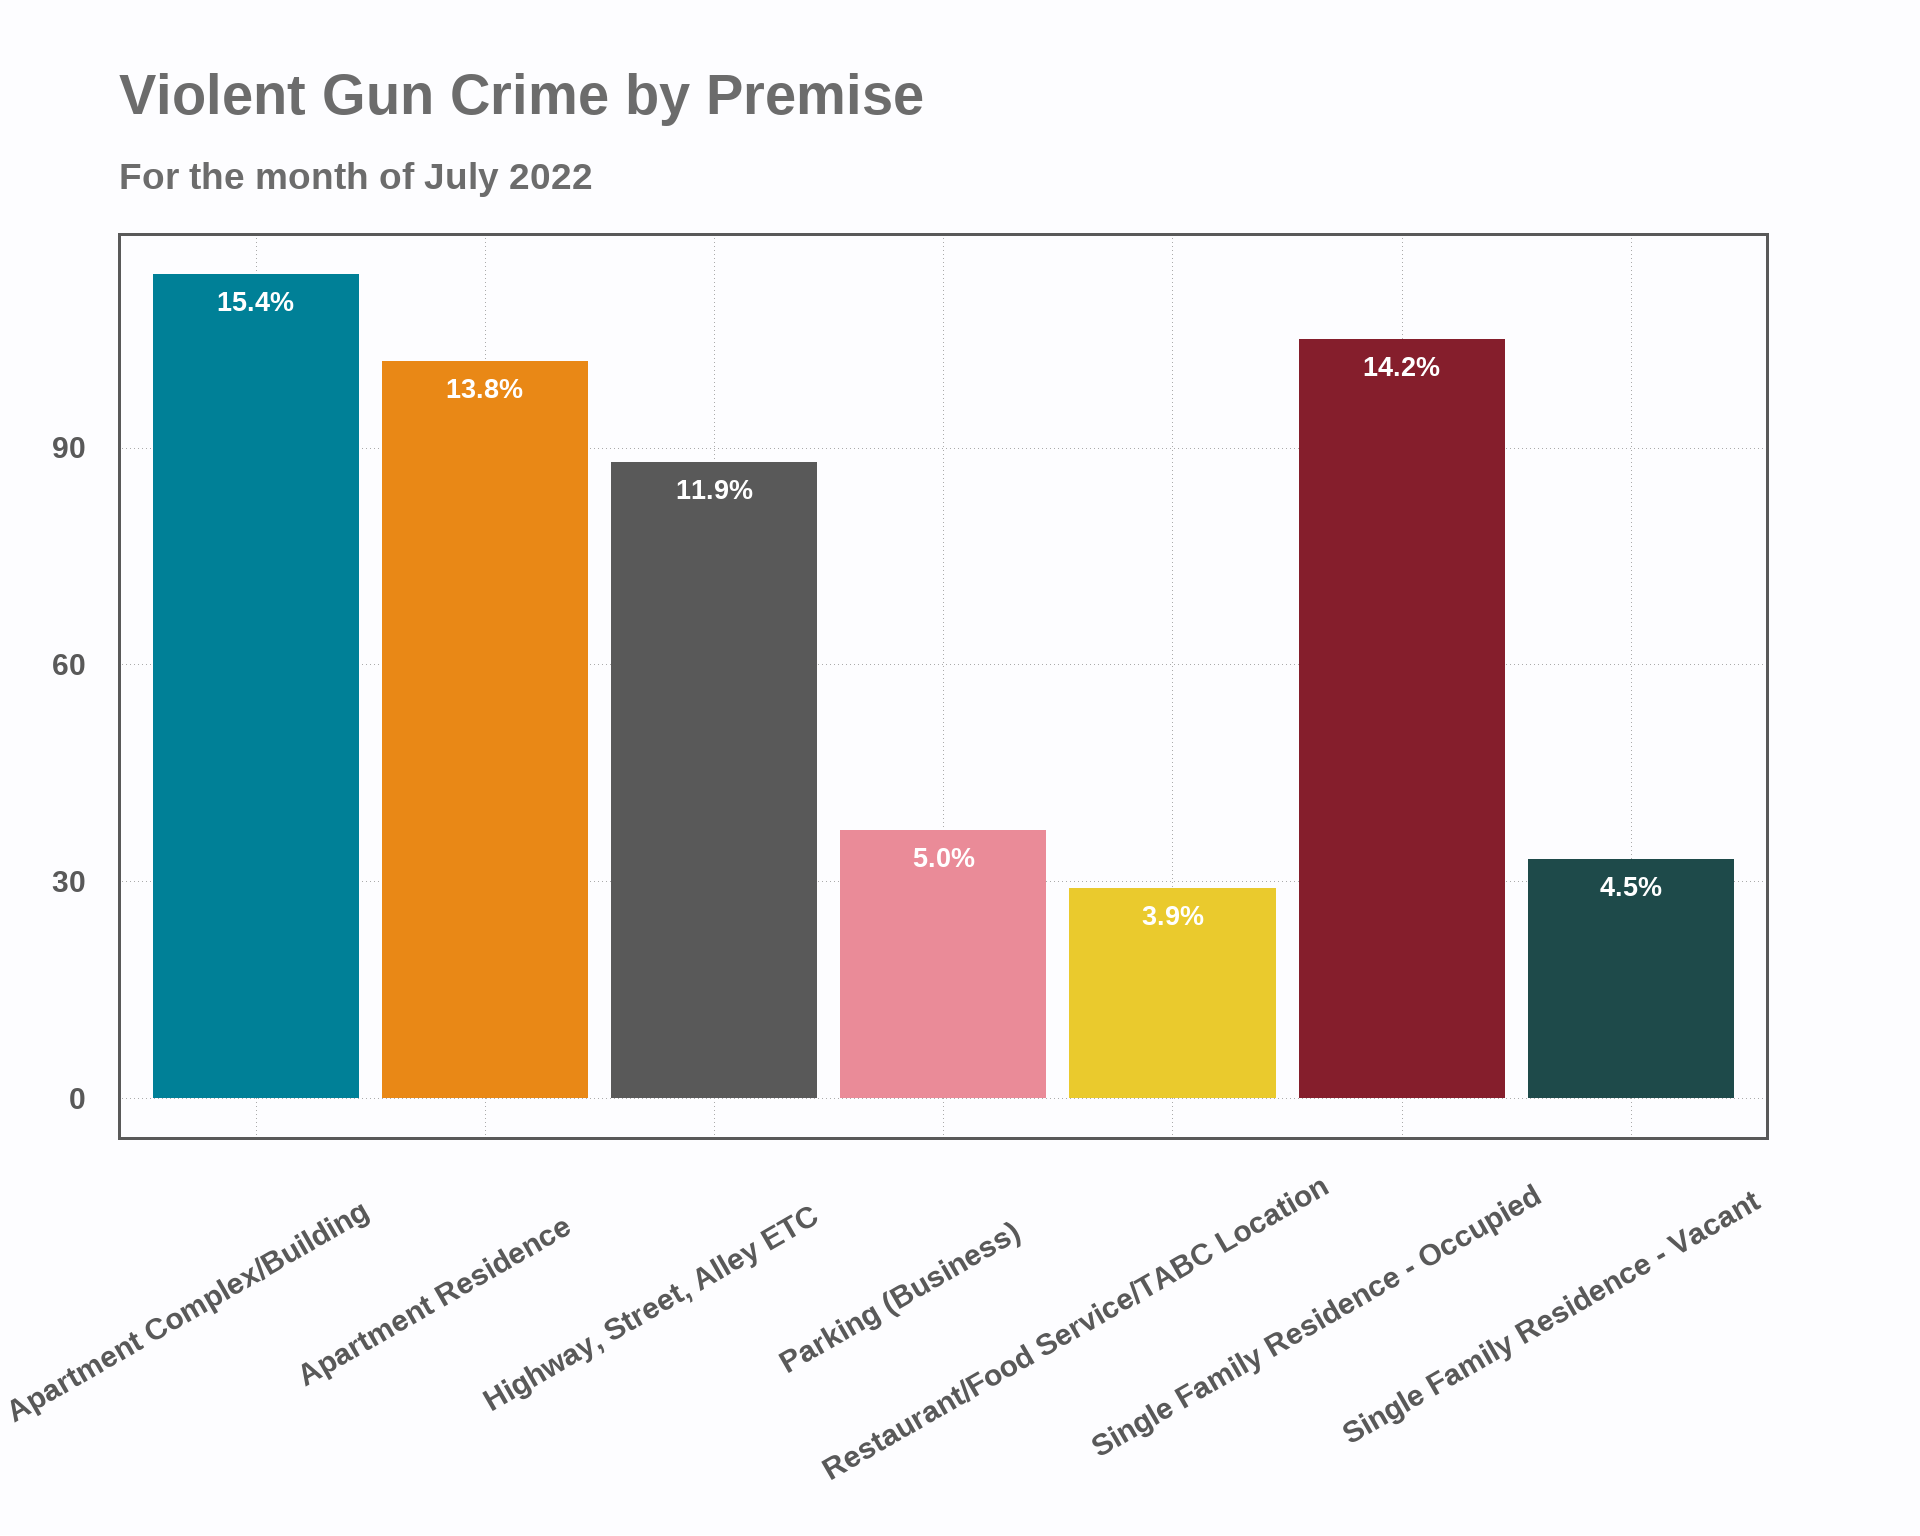 Violent Gun Crime by Premise
For the month of July 2022
15.4%
13.8%
11.9%
5.0%
3.9%
14.2%
4.5%
90
60
30
0
Apartment Complex/Building
Apartment Residence
Highway, Street, Alley ETC
Parking (Business)
Restaurant/Food Service/TABC Location
Single Family Residence - Occupied
Single Family Residence - Vacant